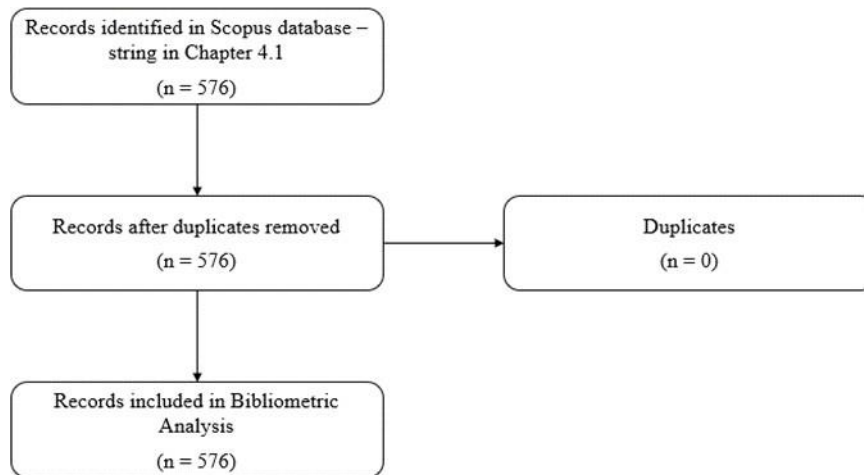 Records identified in Scopus database –
string in Chapter 4.1
(n = 576)
Records after duplicates removed
(n = 576)
Duplicates
(n = 0)
Records included in Bibliometric
Analysis
(n = 576)